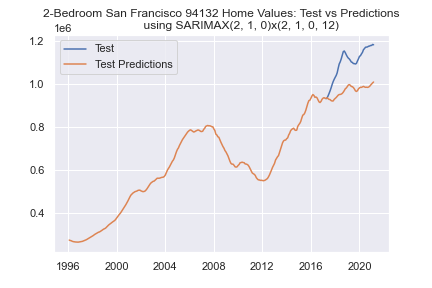 2-Bedroom San Francisco 94132 Home Values: Test vs Predictions
using SARIMAX(2, 1, 0)x(2, 1, 0, 12)
1e6
Test
Test Predictions
1.2
1.0
0.8
0.6
0.4
1996 2000 2004 2008 2012 2016 2020